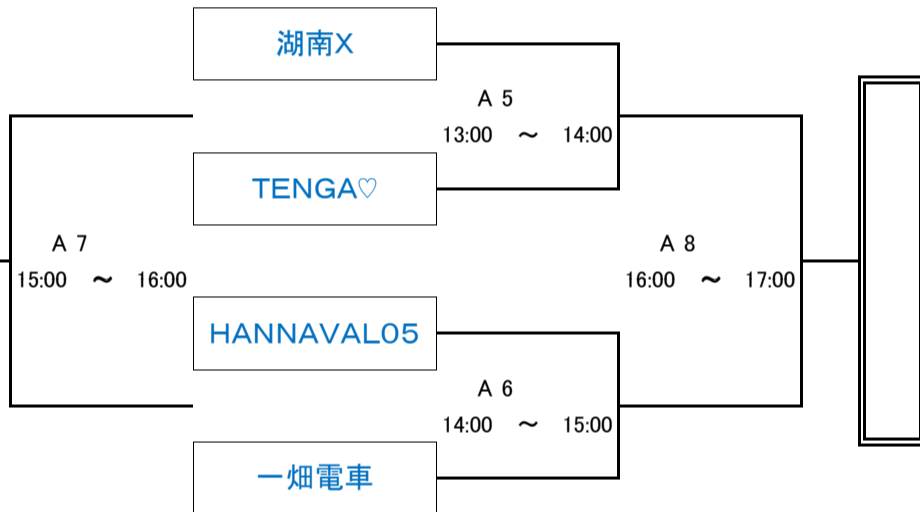 湖南X
A 5
13:00 ～ 14:00
TENGA♡
A 7
15:00 ～ 16:00
A 8
16:00 ～ 17:00
HANNAVAL05
A 6
14:00 ～ 15:00
一畑電車